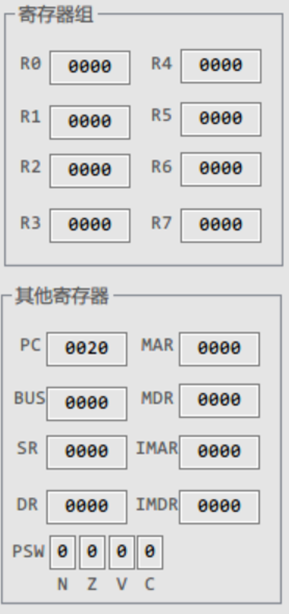 寄存器组
R0 0000 R4 0000
R1 0000 R5 0000
R2 0000 R6 0000
R3 0000 R7 0000
其他寄存器
PC 0020 MAR 0000
BUS 0000 MDR 0000
SR 0000 IMAR 0000
DR 0000 IMDR 0000
PSW 0 0 0 0
N Z V C